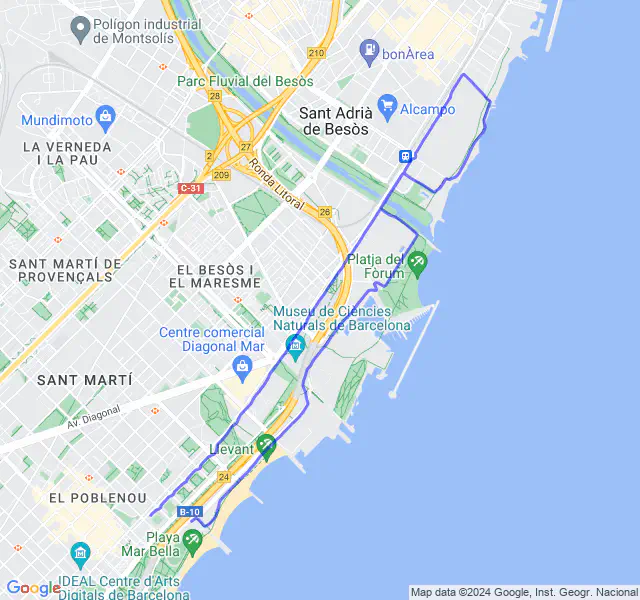 Polígon industrial
de Montsolís
210
bonÀrea
Parc Fluvial del Besòs
28
Sant Adrià
de Besòs
Alcampo
Mundimoto
LA VERNEDA
I LA PAU
27
2
209
C-31
Ronda Litoral
26
SANT MARTÍ DE
PROVENÇALS
EL BESÒS I
EL MARESME
Platja del
Fòrum
Museu de Ciències
Naturals de Barcelona
Centre comercial
Diagonal Mar
SANT MARTÍ
Av. Diagonal
Llevant
24
EL POBLENOU
B-10
Playa
Mar Bella
IDEAL Centre d'Arts
Digitals de Barcelona
Google
Map data ©2024 Google, Inst. Geogr. Nacional